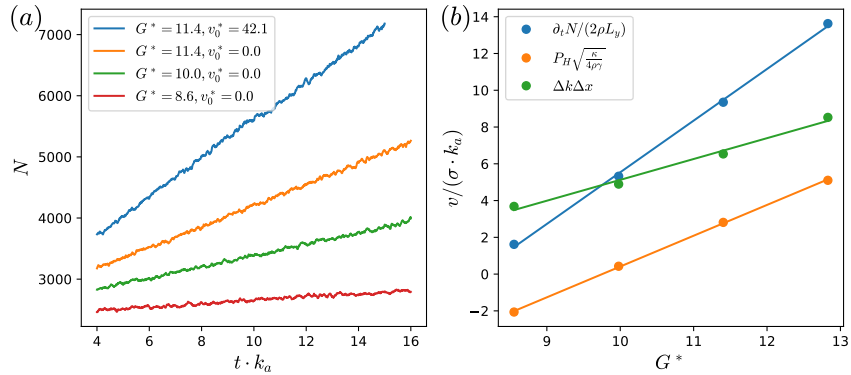 (a)
G* = 11.4, v₀* = 42.1
G* = 11.4, v₀* = 0.0
G* = 10.0, v₀* = 0.0
G* = 8.6, v₀* = 0.0
7000
6000
5000
4000
3000
N
4
6
8
10
12
14
16
t · kₐ
(b)
∂ₜN/(2ρL_y)
P_H√(κ/4ργ)
ΔkΔx
14
12
10
8
6
4
2
0
−2
v/(σ · kₐ)
9
10
11
12
13
G*